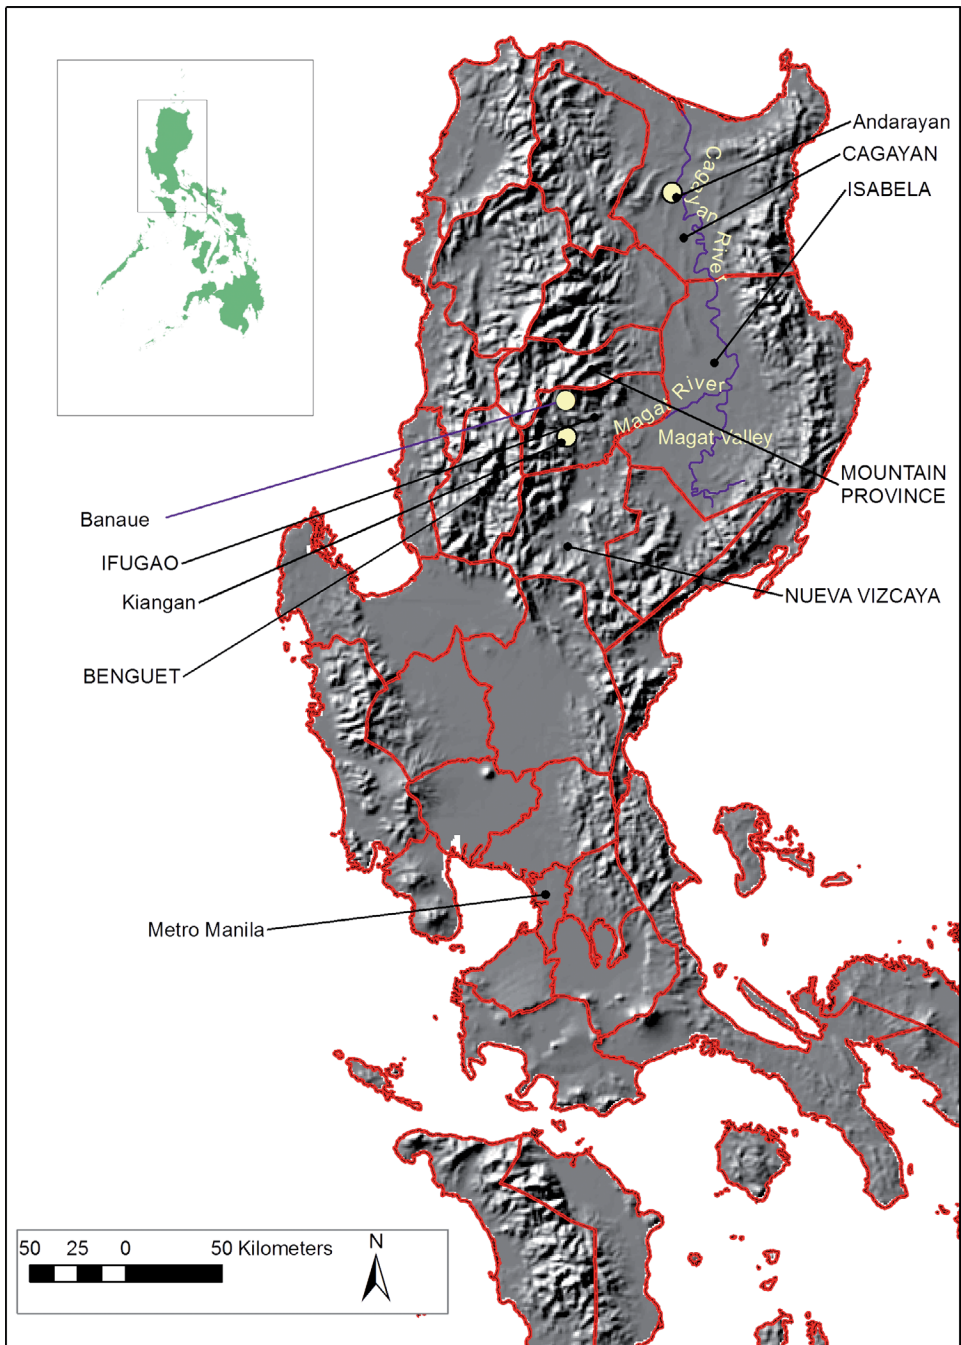 Andarayan
CAGAYAN
ISABELA
Cagayan River
Magat River
Magat Valley
MOUNTAIN
PROVINCE
Banaue
IFUGAO
Kiangan
NUEVA VIZCAYA
BENGUET
Metro Manila
50 25 0 50 Kilometers
N